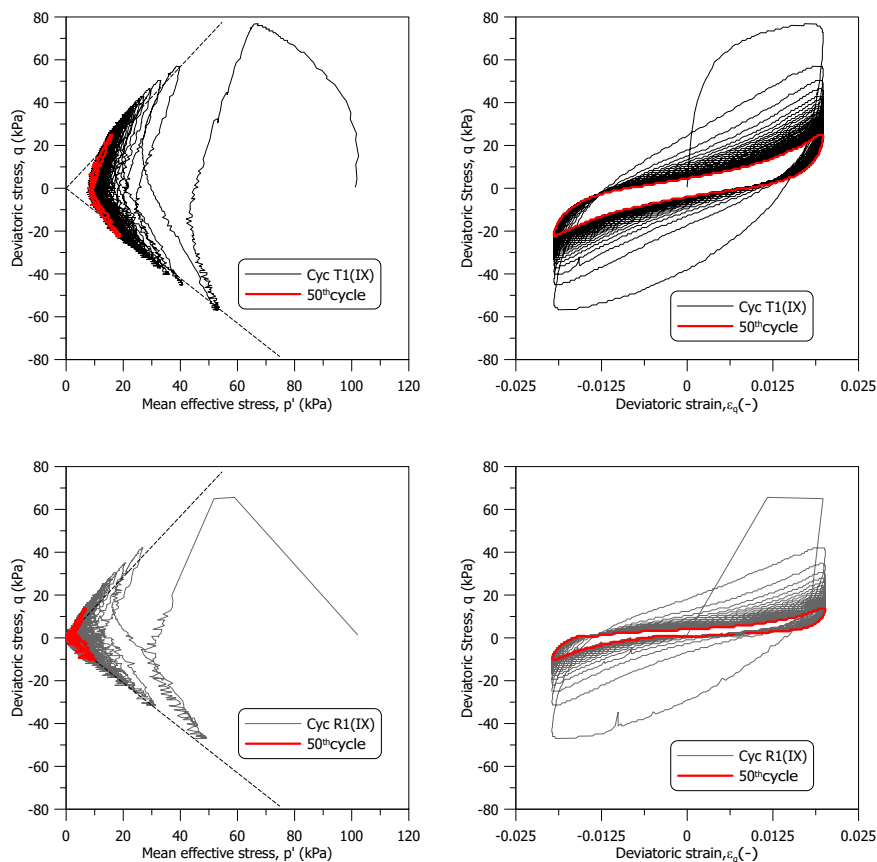 80
60
40
20
0
-20
-40
-60
-80
Deviatoric stress, q (kPa)
Cyc T1(IX)
50thcycle
0 20 40 60 80 100 120
Mean effective stress, p' (kPa)
80
60
40
20
0
-20
-40
-60
-80
Deviatoric Stress, q (kPa)
Cyc T1(IX)
50thcycle
-0.025 -0.0125 0 0.0125 0.025
Deviatoric strain,εq(-)
80
60
40
20
0
-20
-40
-60
-80
Deviatoric stress, q (kPa)
Cyc R1(IX)
50thcycle
0 20 40 60 80 100 120
Mean effective stress, p' (kPa)
80
60
40
20
0
-20
-40
-60
-80
Deviatoric Stress, q (kPa)
Cyc R1(IX)
50thcycle
-0.025 -0.0125 0 0.0125 0.025
Deviatoric strain,εq(-)